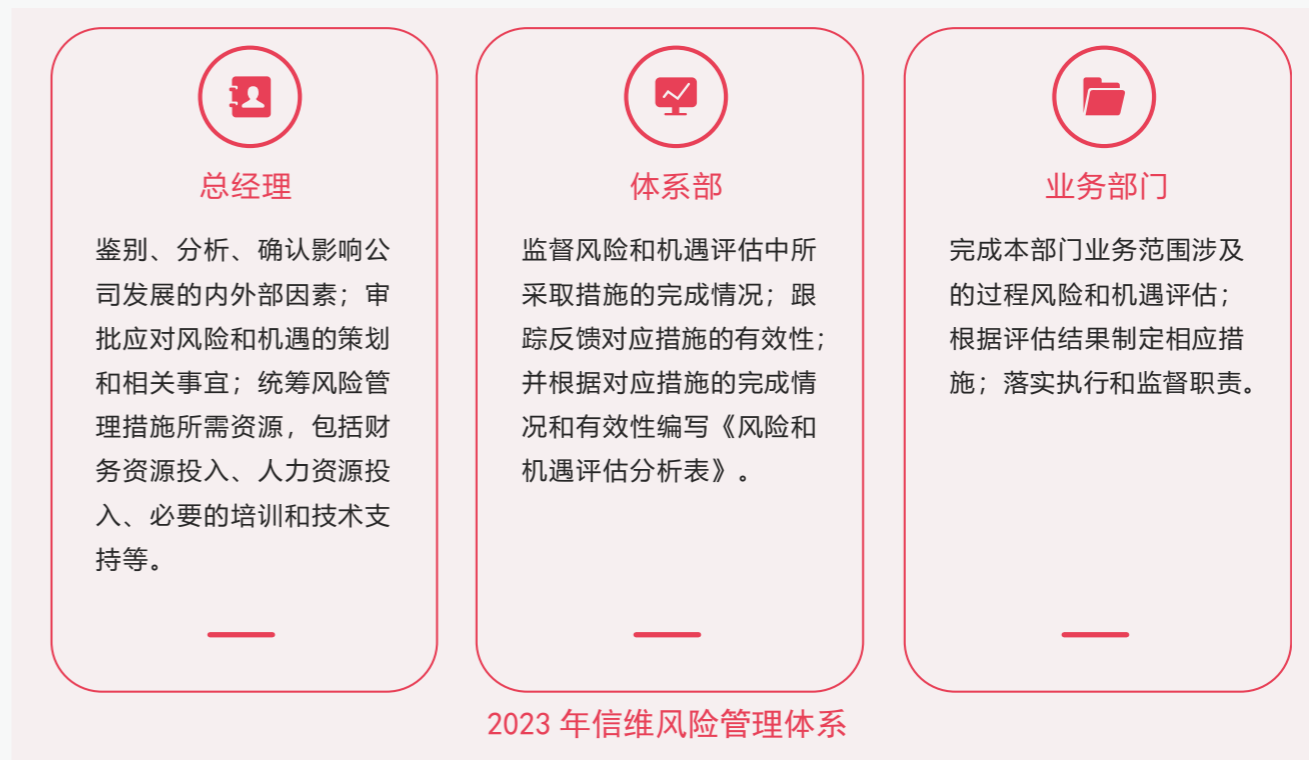 总经理
鉴别、分析、确认影响公
司发展的内外部因素；审
批应对风险和机遇的策划
和相关事宜；统筹风险管
理措施所需资源，包括财
务资源投入、人力资源投
入、必要的培训和技术支
持等。
体系部
监督风险和机遇评估中所
采取措施的完成情况；跟
踪反馈对应措施的有效性；
并根据对应措施的完成情
况和有效性编写《风险和
机遇评估分析表》。
业务部门
完成本部门业务范围涉及
的过程风险和机遇评估；
根据评估结果制定相应措
施；落实执行和监督职责。
2023 年信维风险管理体系